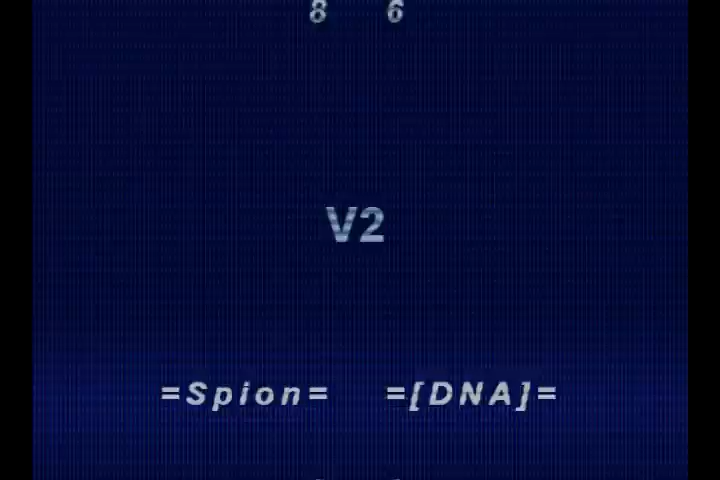 8 6
V2
=Spion= =[DNA]=